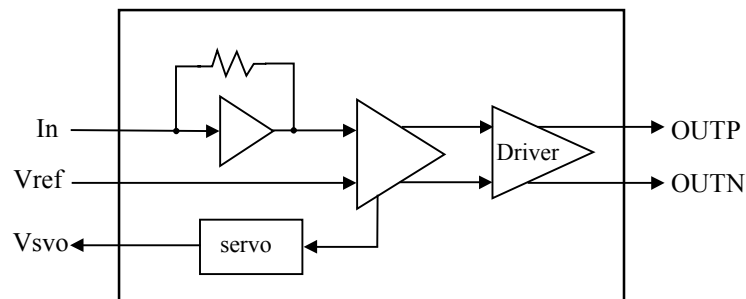 In
OUTP
Driver
Vref
OUTN
Vsvo
servo